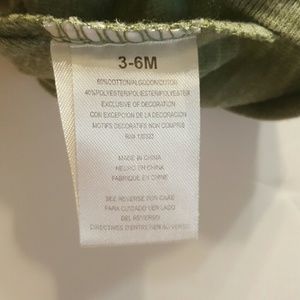 3-6M
60%COTTON/ALGODON/COTON
40%POLYESTER/POLYESTER/POLYESTER
EXCLUSIVE OF DECORATION
CON EXCEPCION DE LA DECORACION
MOTIFS DECORATIFS NON COMPRIS
MADE IN CHINA
HECHO EN CHINA
FABRIQUE EN CHINA
SEE REVERSE FOR CARE
PARA CUIDADO VER LADO
DEL REVERSO
DIRECTIVES D'ENTRETIEN AU VERSO